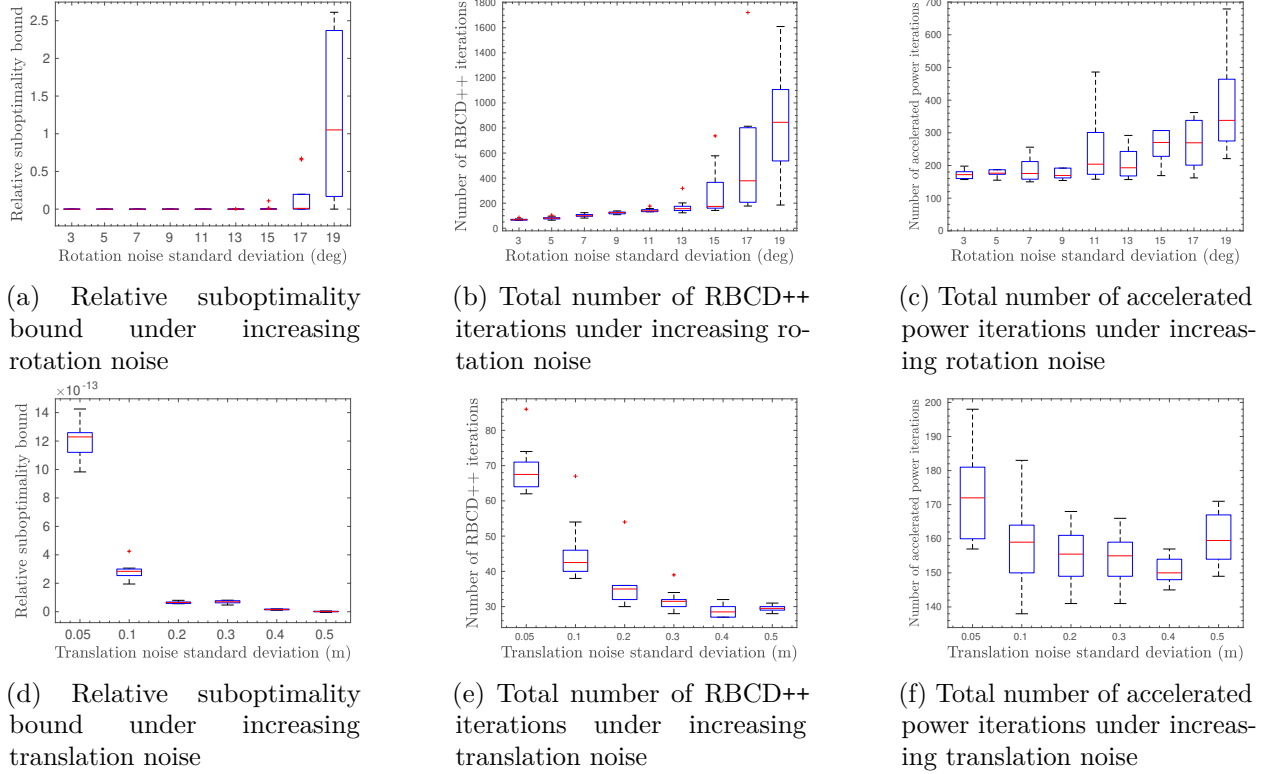 Relative suboptimality bound
2.5
2
1.5
1
0.5
0
3 5 7 9 11 13 15 17 19
Rotation noise standard deviation (deg)
Number of RBCD++ iterations
1800
1600
1400
1200
1000
800
600
400
200
0
3 5 7 9 11 13 15 17 19
Rotation noise standard deviation (deg)
Number of accelerated power iterations
700
600
500
400
300
200
100
0
3 5 7 9 11 13 15 17 19
Rotation noise standard deviation (deg)
(a) Relative suboptimality
bound under increasing
rotation noise
(b) Total number of RBCD++
iterations under increasing ro-
tation noise
(c) Total number of accelerated
power iterations under increas-
ing rotation noise
×10-13
Relative suboptimality bound
14
12
10
8
6
4
2
0
0.05 0.1 0.2 0.3 0.4 0.5
Translation noise standard deviation (m)
Number of RBCD++ iterations
80
70
60
50
40
30
0.05 0.1 0.2 0.3 0.4 0.5
Translation noise standard deviation (m)
Number of accelerated power iterations
200
190
180
170
160
150
140
0.05 0.1 0.2 0.3 0.4 0.5
Translation noise standard deviation (m)
(d) Relative suboptimality
bound under increasing
translation noise
(e) Total number of RBCD++
iterations under increasing
translation noise
(f) Total number of accelerated
power iterations under increas-
ing translation noise